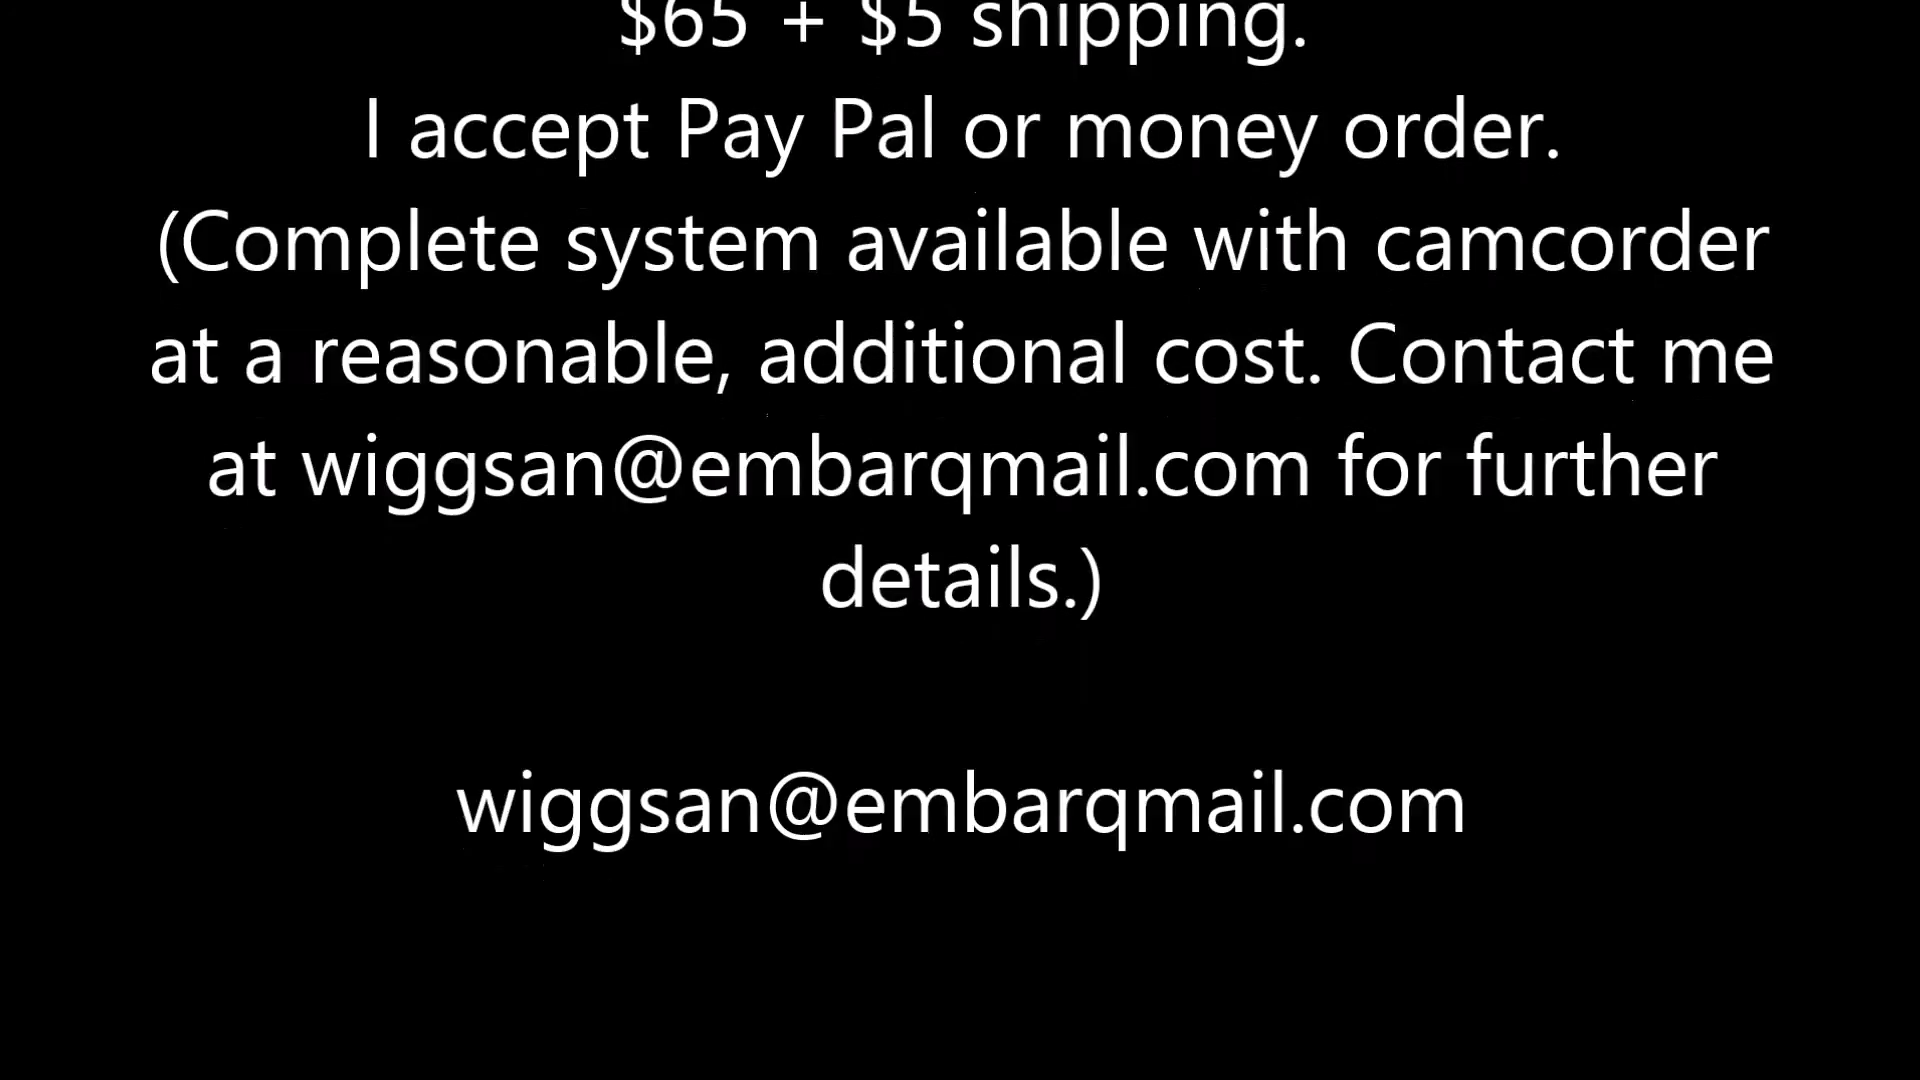 $65 + $5 shipping.
I accept Pay Pal or money order.
(Complete system available with camcorder
at a reasonable, additional cost. Contact me
at wiggsan@embarqmail.com for further
details.)
wiggsan@embarqmail.com